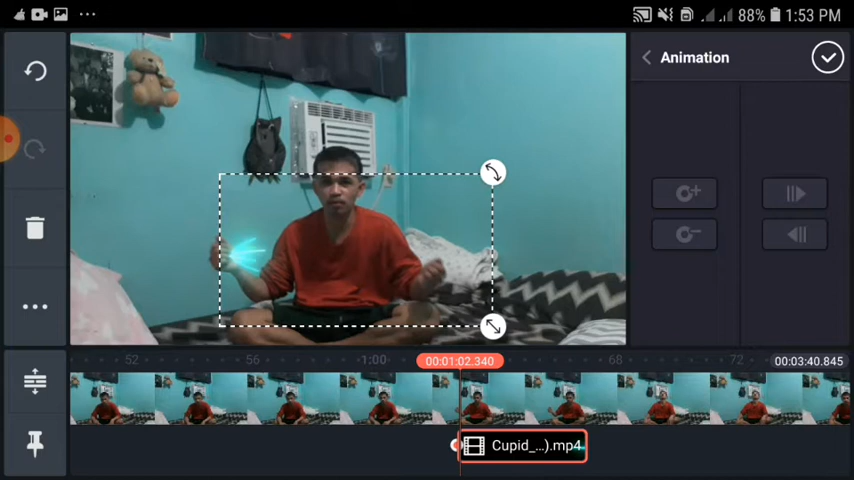 88% 1:53 PM
Animation
52
56
1:00
00:01:02.340
68
72
00:03:40.845
Cupid_...).mp4